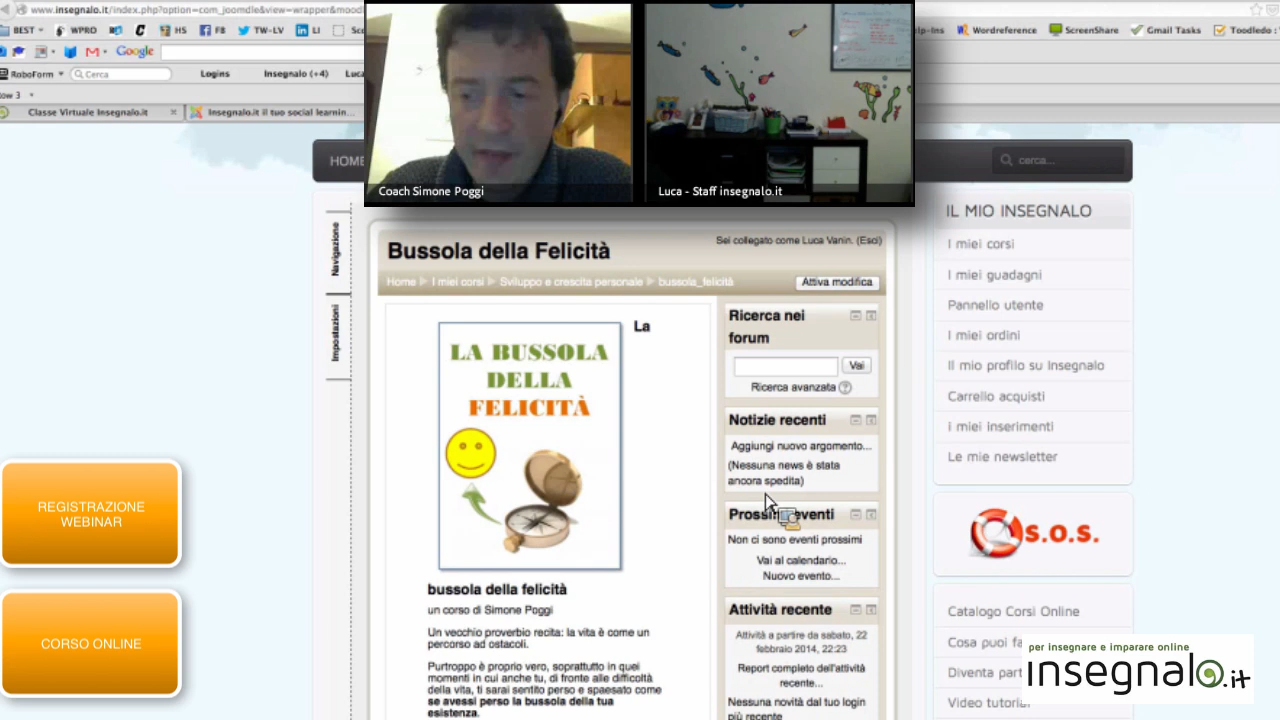 www.insegnalo.it/index.php?option=com_joomdle&view=wrapper&mood
BEST
WPRO
HS
FB
TW-LV
LI
Wordreference
ScreenShare
Gmail Tasks
Toodledo
Google
RoboForm
Cerca
Logins
Insegnalo (+4)
Luca
Classe Virtuale Insegnalo.it
Insegnalo.it il tuo social learnin...
Coach Simone Poggi
Luca - Staff insegnalo.it
HOME
cerca...
Navigazione
Impostazioni
Bussola della Felicità
Sei collegato come Luca Vanin. (Esci)
Home
I miei corsi
Sviluppo e crescita personale
bussola_felicità
Attiva modifica
La
LA BUSSOLA
DELLA
FELICITÀ
bussola della felicità
un corso di Simone Poggi
Un vecchio proverbio recita: la vita è come un
percorso ad ostacoli.
Purtroppo è proprio vero, soprattutto in quei
momenti in cui anche tu, di fronte alle difficoltà
della vita, ti sarai sentito perso e spaesato come
se avessi perso la bussola della tua
esistenza.
Ricerca nei
forum
Vai
Ricerca avanzata
Notizie recenti
Aggiungi nuovo argomento...
(Nessuna news è stata
ancora spedita)
Prossimi eventi
Non ci sono eventi prossimi
Vai al calendario...
Nuovo evento...
Attività recente
Attività a partire da sabato, 22
febbraio 2014, 22:23
Report completo dell'attività
recente...
Nessuna novità dal tuo login
più recente
IL MIO INSEGNALO
I miei corsi
I miei guadagni
Pannello utente
I miei ordini
Il mio profilo su Insegnalo
Carrello acquisti
i miei inserimenti
Le mie newsletter
S.O.S.
Catalogo Corsi Online
Cosa puoi fa
Diventa part
Video tutorial
REGISTRAZIONE
WEBINAR
CORSO ONLINE
per insegnare e imparare online
insegnalo.it